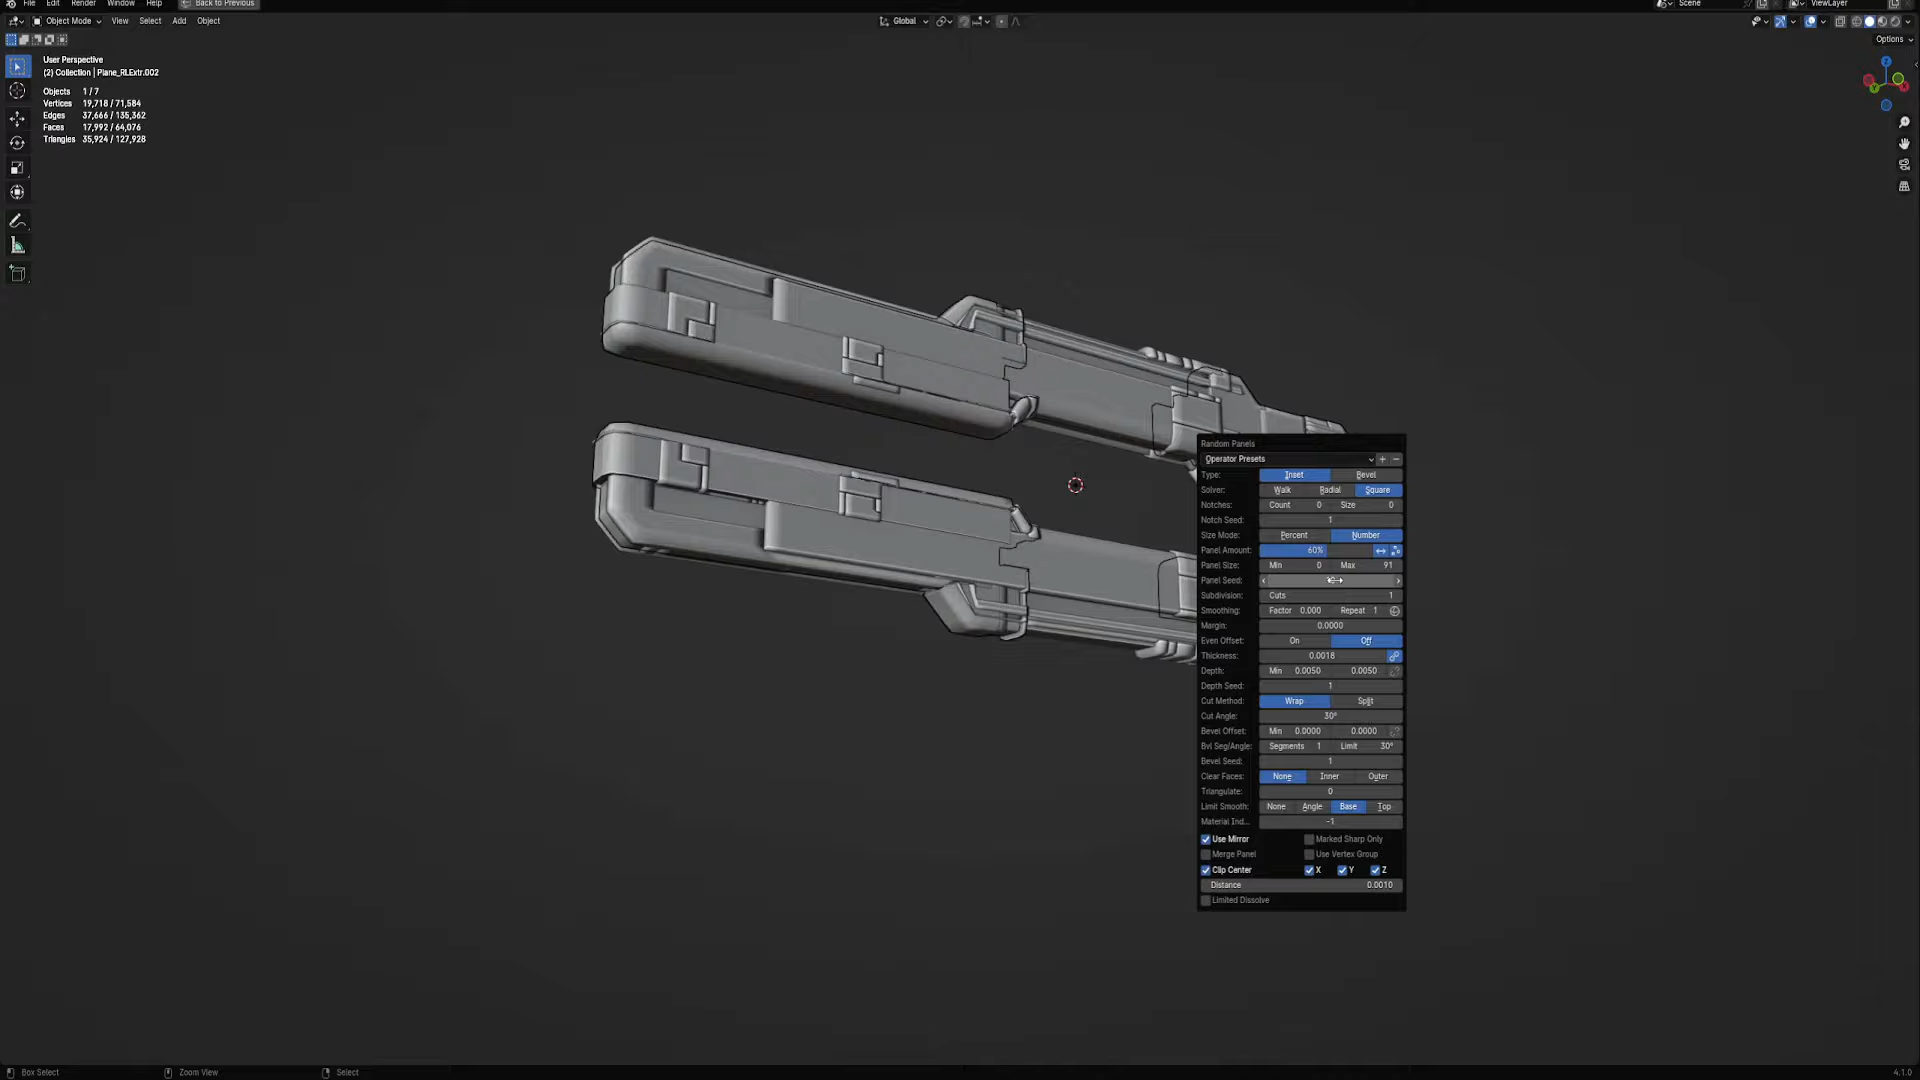 File Edit Render Window Help Back to Previous Scene ViewLayer
Object Mode View Select Add Object Global
Options
User Perspective
(2) Collection | Plane_RLExtr.002
Objects 1 / 7
Vertices 19,718 / 71,584
Edges 37,666 / 135,362
Faces 17,992 / 64,076
Triangles 35,924 / 127,928
Z
Y
X
Random Panels
Operator Presets
Type: Inset Bevel
Solver: Walk Radial Square
Notches: Count 0 Size 0
Notch Seed: 1
Size Mode: Percent Number
Panel Amount: 60%
Panel Size: Min 0 Max 91
Panel Seed:
Subdivision: Cuts 1
Smoothing: Factor 0.000 Repeat 1
Margin: 0.0000
Even Offset: On Off
Thickness: 0.0018
Depth: Min 0.0050 0.0050
Depth Seed: 1
Cut Method: Wrap Split
Cut Angle: 30°
Bevel Offset: Min 0.0000 0.0000
Bvl Seg/Angle: Segments 1 Limit 30°
Bevel Seed: 1
Clear Faces: None Inner Outer
Triangulate: 0
Limit Smooth: None Angle Base Top
Material Ind... -1
Use Mirror Marked Sharp Only
Merge Panel Use Vertex Group
Clip Center X Y Z
Distance 0.0010
Limited Dissolve
Box Select Zoom View Select 4.1.0